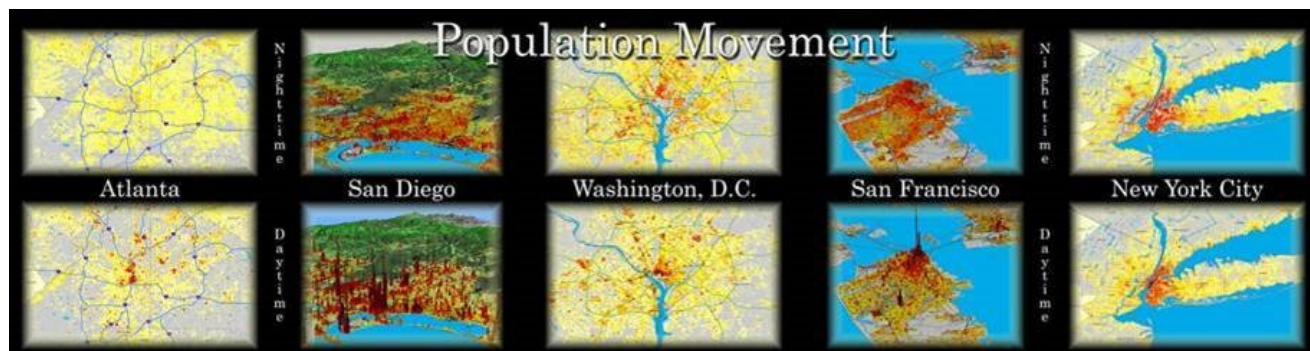 Population Movement
Nighttime
Nighttime
Atlanta
San Diego
Washington, D.C.
San Francisco
New York City
Daytime
Daytime